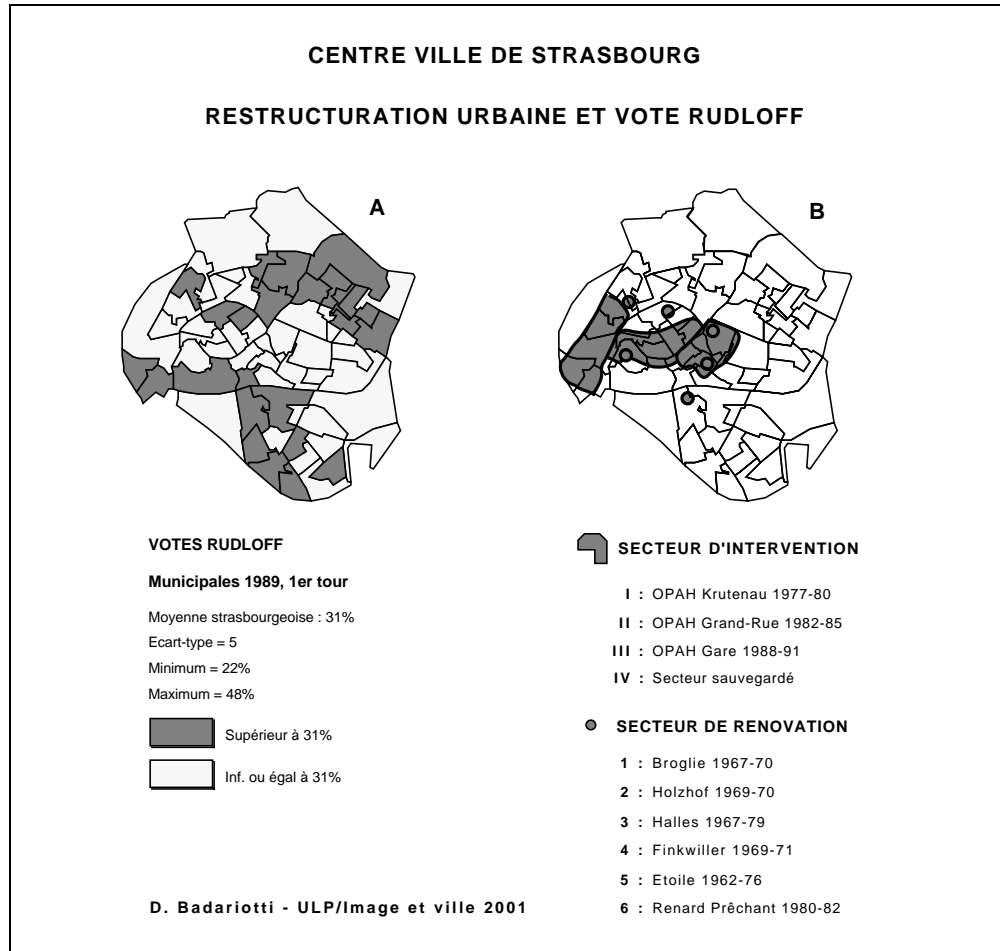 CENTRE VILLE DE STRASBOURG
RESTRUCTURATION URBAINE ET VOTE RUDLOFF
A
B
VOTES RUDLOFF
Municipales 1989, 1er tour
Moyenne strasbourgeoise : 31%
Ecart-type = 5
Minimum = 22%
Maximum = 48%
Supérieur à 31%
Inf. ou égal à 31%
SECTEUR D'INTERVENTION
I : OPAH Krutenau 1977-80
II : OPAH Grand-Rue 1982-85
III : OPAH Gare 1988-91
IV : Secteur sauvegardé
SECTEUR DE RENOVATION
1 : Broglie 1967-70
2 : Holzhof 1969-70
3 : Halles 1967-79
4 : Finkwiller 1969-71
5 : Etoile 1962-76
6 : Renard Prêchant 1980-82
D. Badariotti - ULP/Image et ville 2001